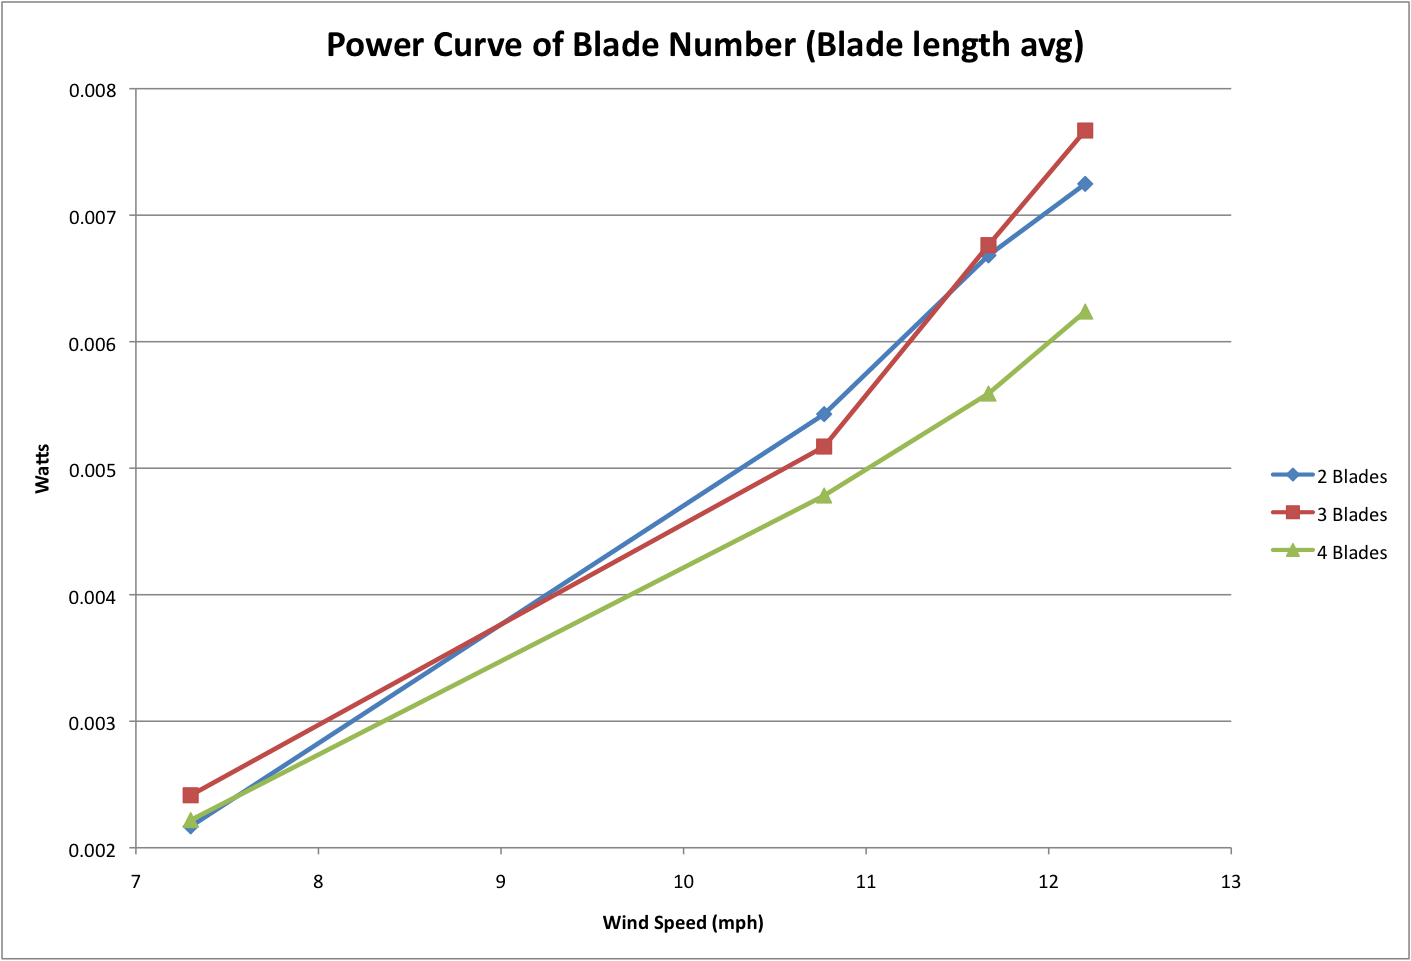 Power Curve of Blade Number (Blade length avg)
0.008
0.007
0.006
0.005
0.004
0.003
0.002
Watts
7 8 9 10 11 12 13
Wind Speed (mph)
2 Blades
3 Blades
4 Blades